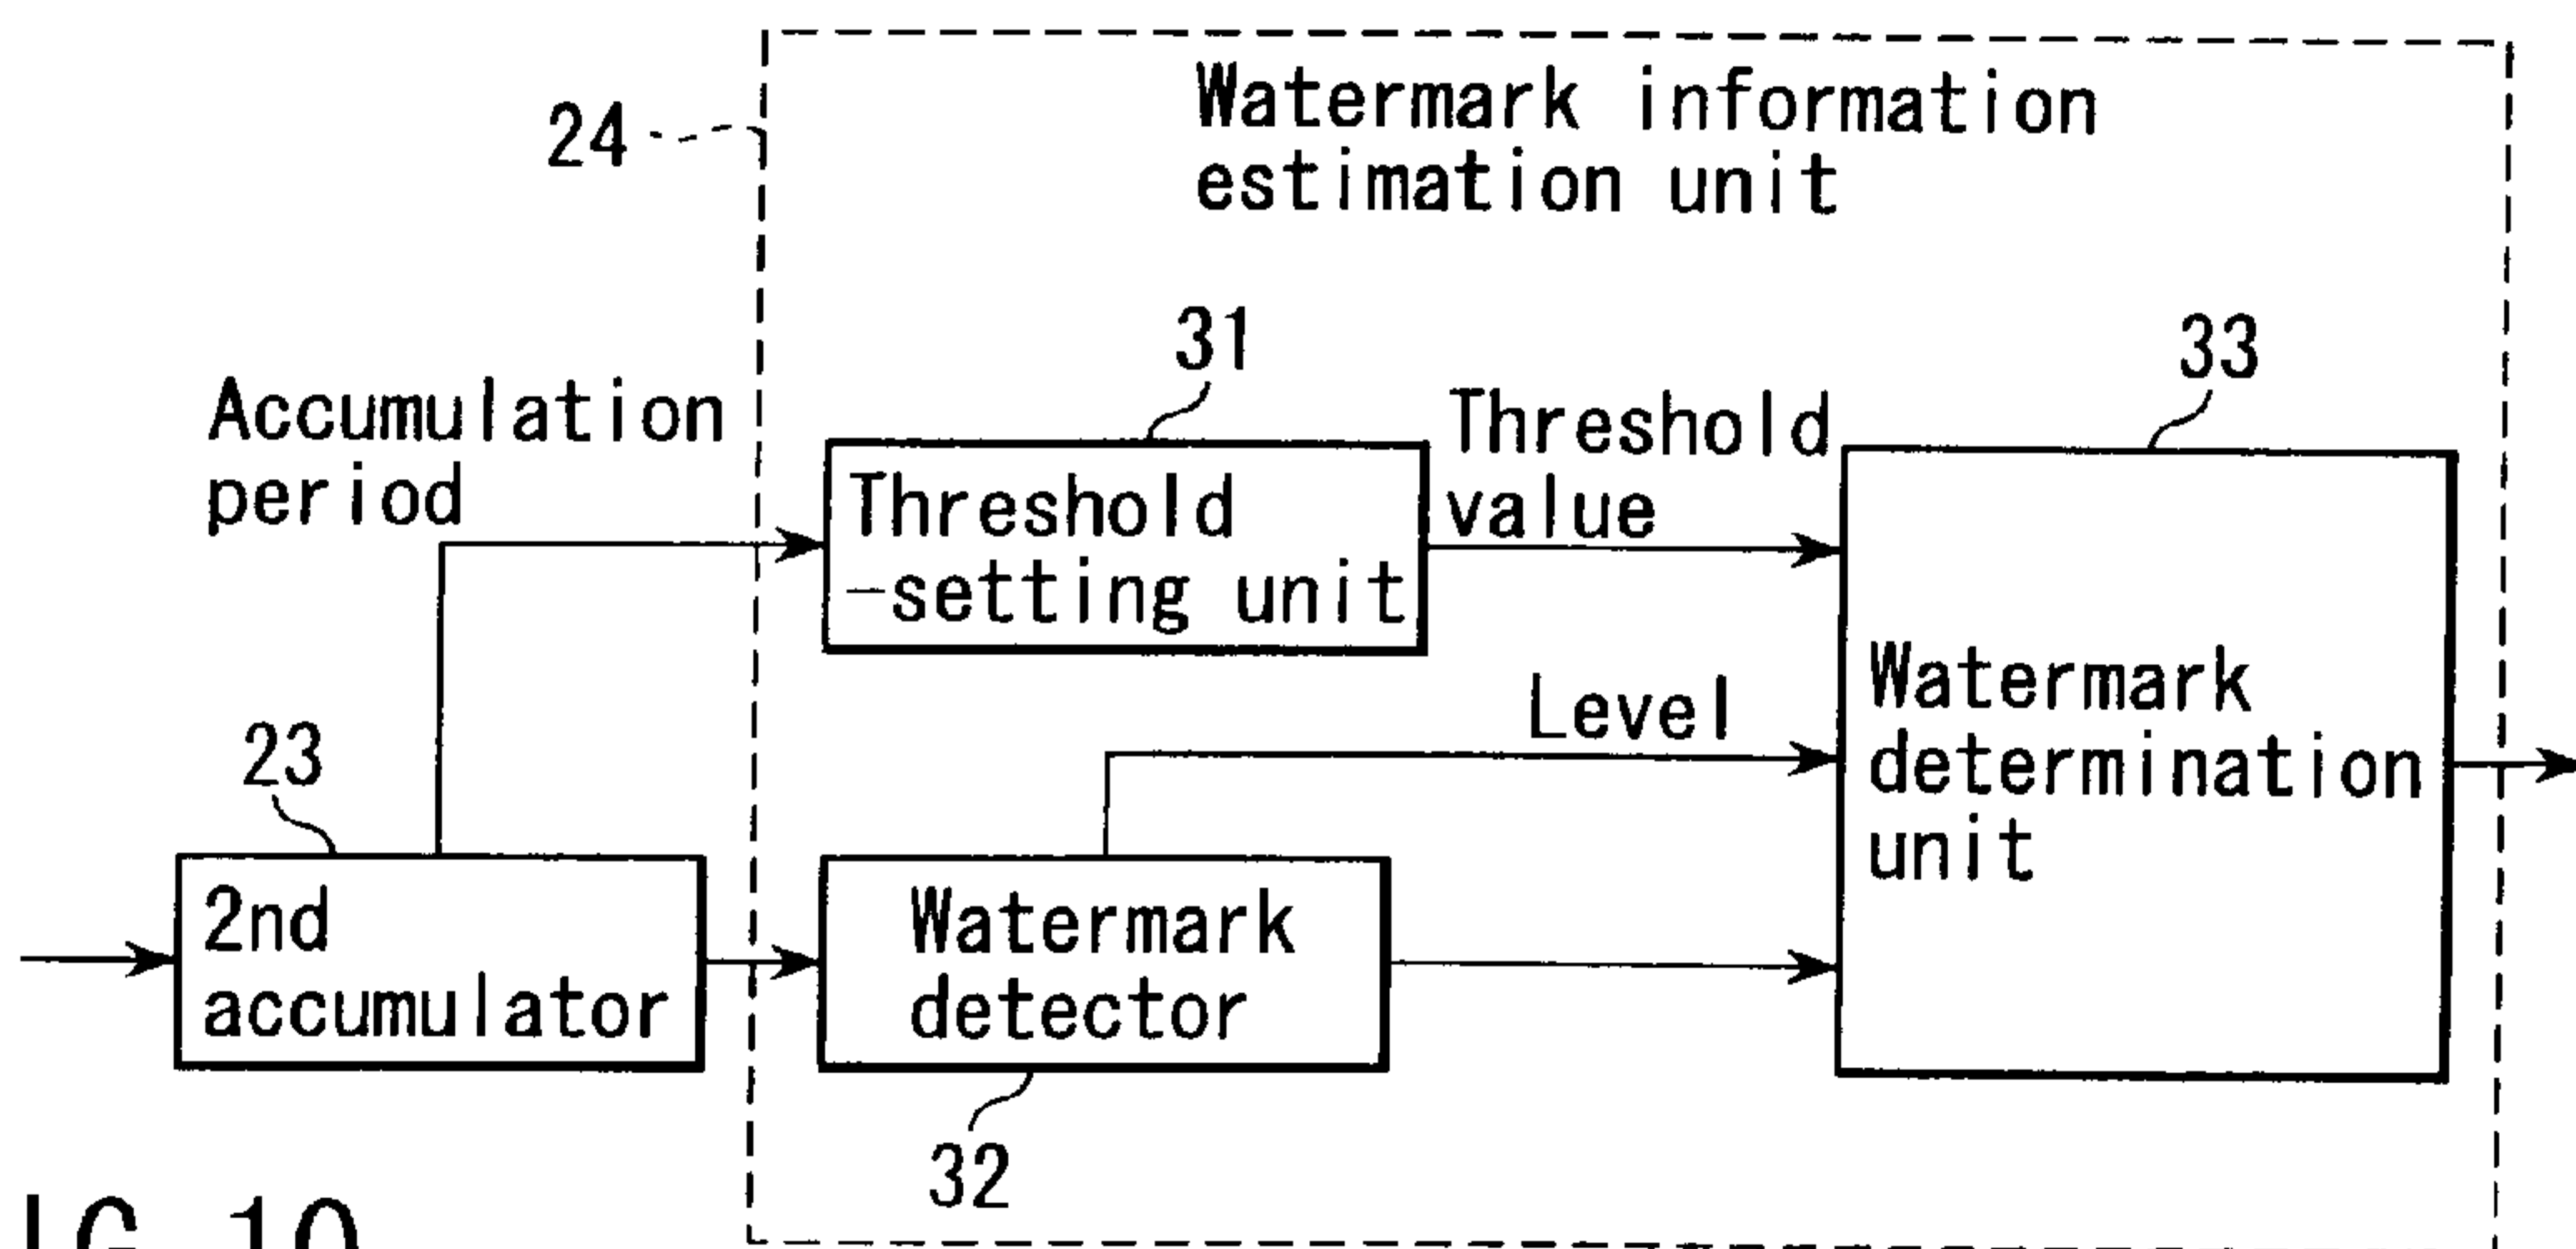 24
Watermark information
estimation unit
31
33
Accumulation
period
Threshold
value
Threshold
-setting unit
Level
Watermark
determination
unit
23
2nd
accumulator
Watermark
detector
32